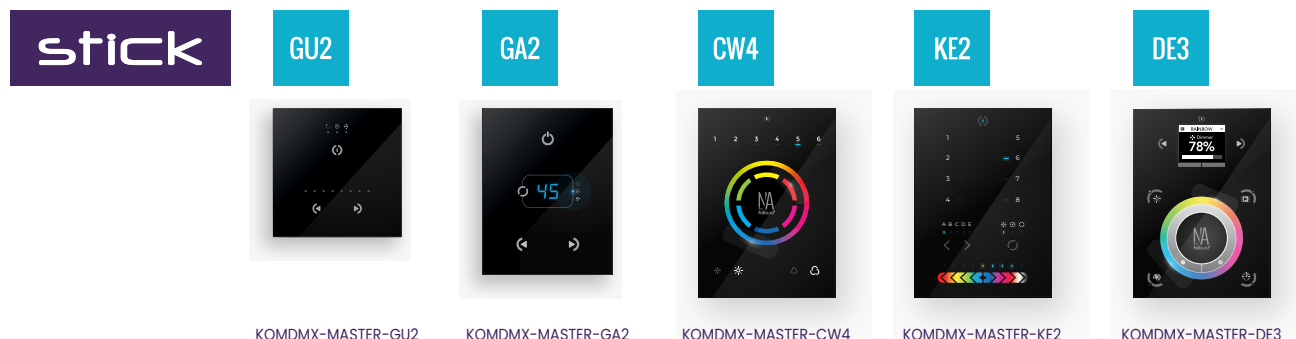 stick
GU2
GA2
CW4
KE2
DE3
45
1 2 3 4 5 6
NA
1
2
3
4
5
6
7
8
A B C D E
RAINBOW
Dimmer
78%
NA
KOMDMX-MASTER-GU2
KOMDMX-MASTER-GA2
KOMDMX-MASTER-CW4
KOMDMX-MASTER-KE2
KOMDMX-MASTER-DE3